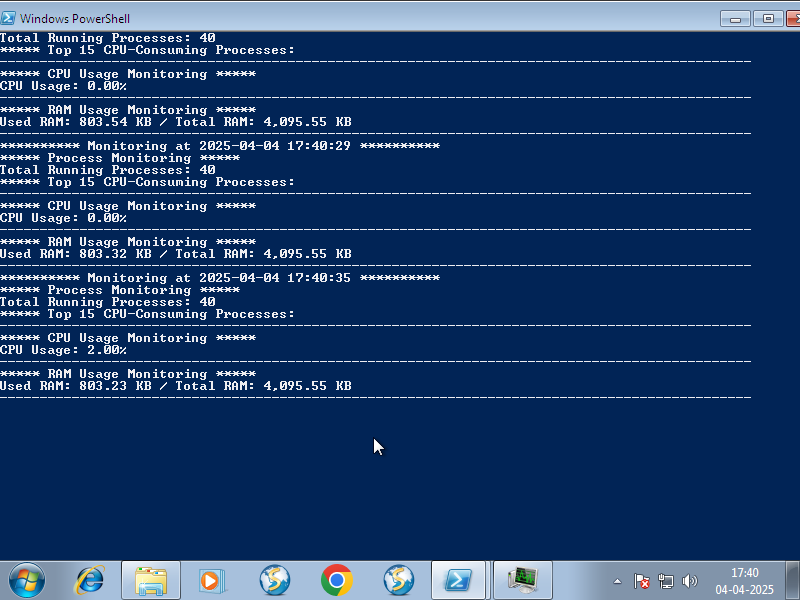 Windows PowerShell
Total Running Processes: 40
***** Top 15 CPU-Consuming Processes:
----------------------------------------------------------------------------------------------
***** CPU Usage Monitoring *****
CPU Usage: 0.00%
----------------------------------------------------------------------------------------------
***** RAM Usage Monitoring *****
Used RAM: 803.54 KB / Total RAM: 4,095.55 KB
----------------------------------------------------------------------------------------------
********** Monitoring at 2025-04-04 17:40:29 **********
***** Process Monitoring *****
Total Running Processes: 40
***** Top 15 CPU-Consuming Processes:
----------------------------------------------------------------------------------------------
***** CPU Usage Monitoring *****
CPU Usage: 0.00%
----------------------------------------------------------------------------------------------
***** RAM Usage Monitoring *****
Used RAM: 803.32 KB / Total RAM: 4,095.55 KB
----------------------------------------------------------------------------------------------
********** Monitoring at 2025-04-04 17:40:35 **********
***** Process Monitoring *****
Total Running Processes: 40
***** Top 15 CPU-Consuming Processes:
----------------------------------------------------------------------------------------------
***** CPU Usage Monitoring *****
CPU Usage: 2.00%
----------------------------------------------------------------------------------------------
***** RAM Usage Monitoring *****
Used RAM: 803.23 KB / Total RAM: 4,095.55 KB
----------------------------------------------------------------------------------------------
17:40
04-04-2025